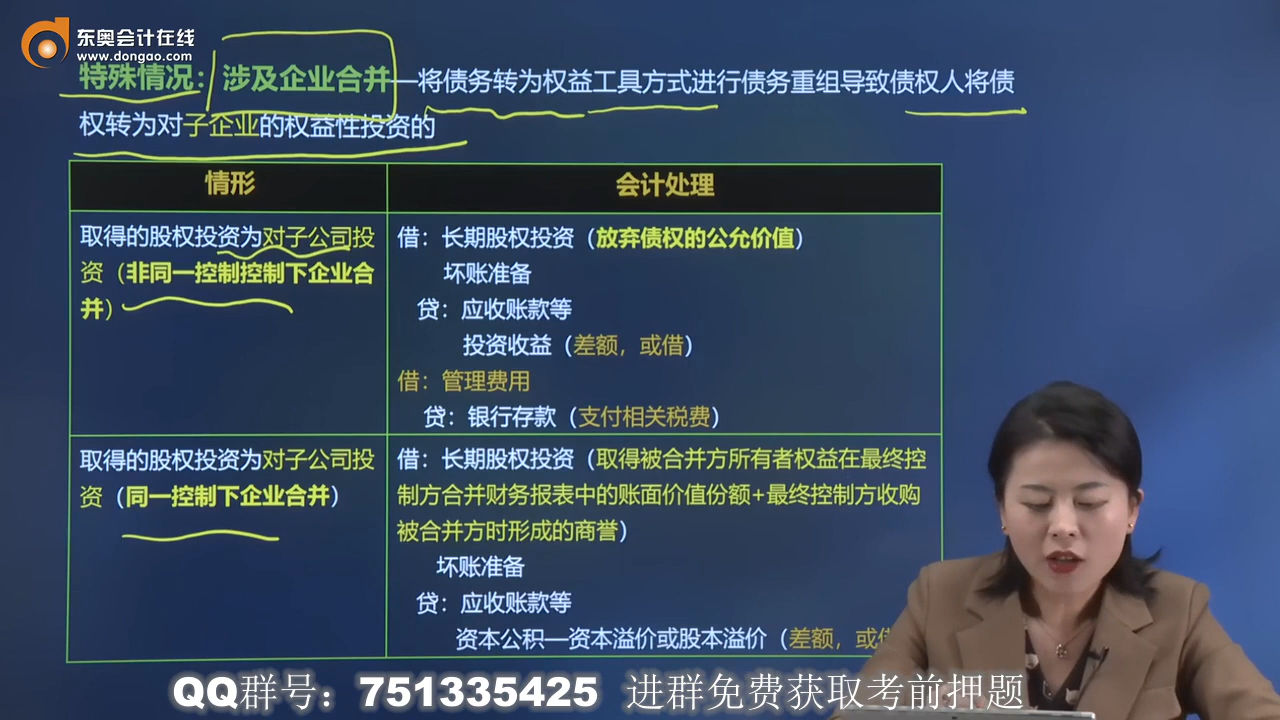 东奥会计在线
www.dongao.com
特殊情况：涉及企业合并—将债务转为权益工具方式进行债务重组导致债权人将债
权转为对子企业的权益性投资的
情形
会计处理
取得的股权投资为对子公司投
资（非同一控制控制下企业合
并）
借：长期股权投资（放弃债权的公允价值）
坏账准备
贷：应收账款等
投资收益（差额，或借）
借：管理费用
贷：银行存款（支付相关税费）
取得的股权投资为对子公司投
资（同一控制下企业合并）
借：长期股权投资（取得被合并方所有者权益在最终控
制方合并财务报表中的账面价值份额+最终控制方收购
被合并方时形成的商誉）
坏账准备
贷：应收账款等
资本公积—资本溢价或股本溢价（差额，或
QQ群号：751335425 进群免费获取考前押题